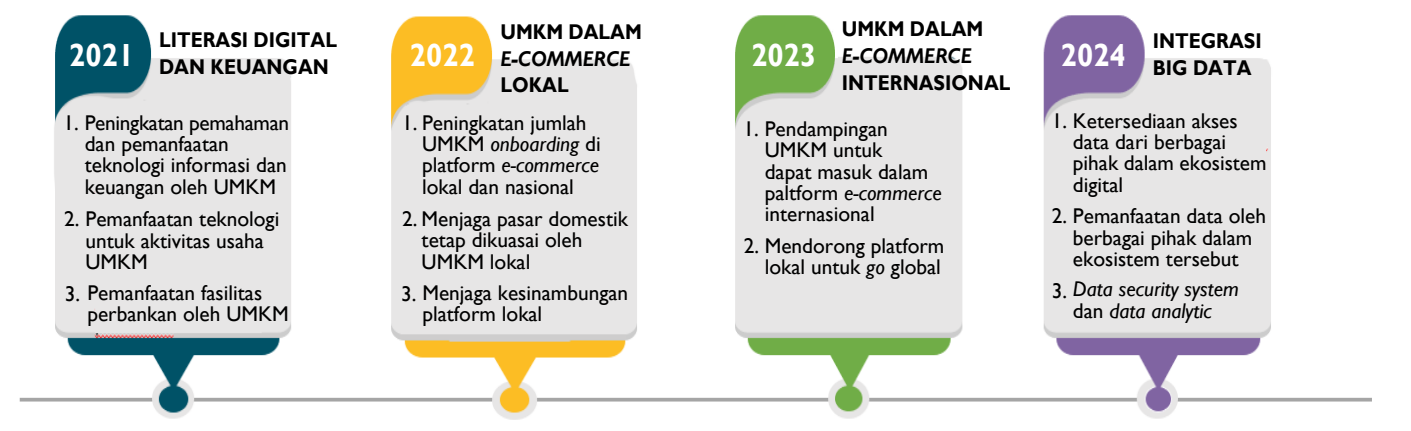 2021
LITERASI DIGITAL
DAN KEUANGAN
1. Peningkatan pemahaman
dan pemanfaatan
teknologi informasi dan
keuangan oleh UMKM
2. Pemanfaatan teknologi
untuk aktivitas usaha
UMKM
3. Pemanfaatan fasilitas
perbankan oleh UMKM
2022
UMKM DALAM
E-COMMERCE
LOKAL
1. Peningkatan jumlah
UMKM onboarding di
platform e-commerce
lokal dan nasional
2. Menjaga pasar domestik
tetap dikuasai oleh
UMKM lokal
3. Menjaga kesinambungan
platform lokal
2023
UMKM DALAM
E-COMMERCE
INTERNASIONAL
1. Pendampingan
UMKM untuk
dapat masuk dalam
paltform e-commerce
internasional
2. Mendorong platform
lokal untuk go global
2024
INTEGRASI
BIG DATA
1. Ketersediaan akses
data dari berbagai
pihak dalam ekosistem
digital
2. Pemanfaatan data oleh
berbagai pihak dalam
ekosistem tersebut
3. Data security system
dan data analytic